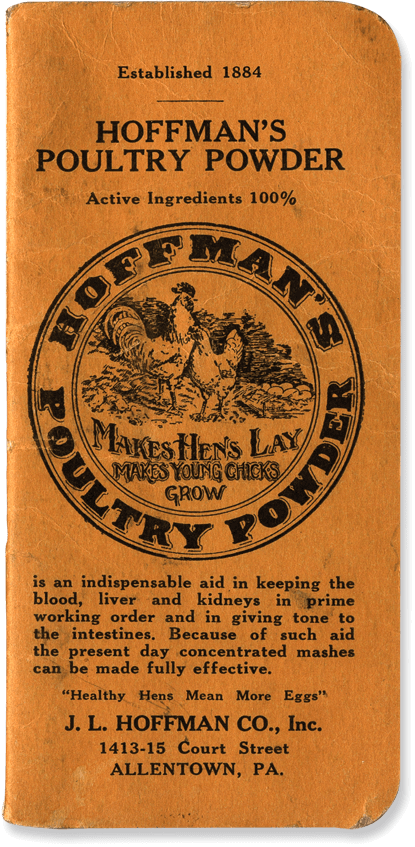 Established 1884
HOFFMAN'S
POULTRY POWDER
Active Ingredients 100%
HOFFMAN'S
MAKES HENS LAY
MAKES YOUNG CHICKS
GROW
POULTRY POWDER
is an indispensable aid in keeping the
blood, liver and kidneys in prime
working order and in giving tone to
the intestines. Because of such aid
the present day concentrated mashes
can be made fully effective.
"Healthy Hens Mean More Eggs"
J. L. HOFFMAN CO., Inc.
1413-15 Court Street
ALLENTOWN, PA.